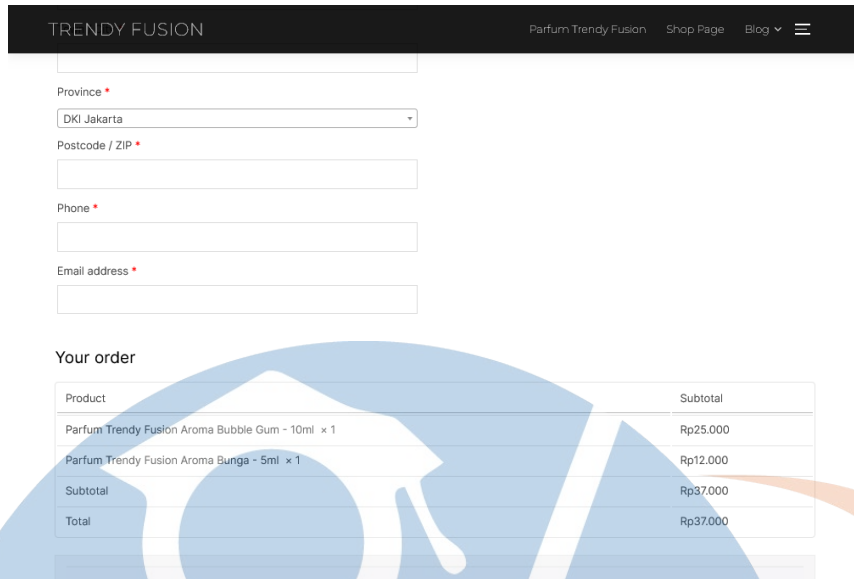 TRENDY FUSION Parfum Trendy Fusion Shop Page Blog
Province *
DKI Jakarta
Postcode / ZIP *
Phone *
Email address *
Your order
Product Subtotal
Parfum Trendy Fusion Aroma Bubble Gum - 10ml × 1 Rp25.000
Parfum Trendy Fusion Aroma Bunga - 5ml × 1 Rp12.000
Subtotal Rp37.000
Total Rp37.000